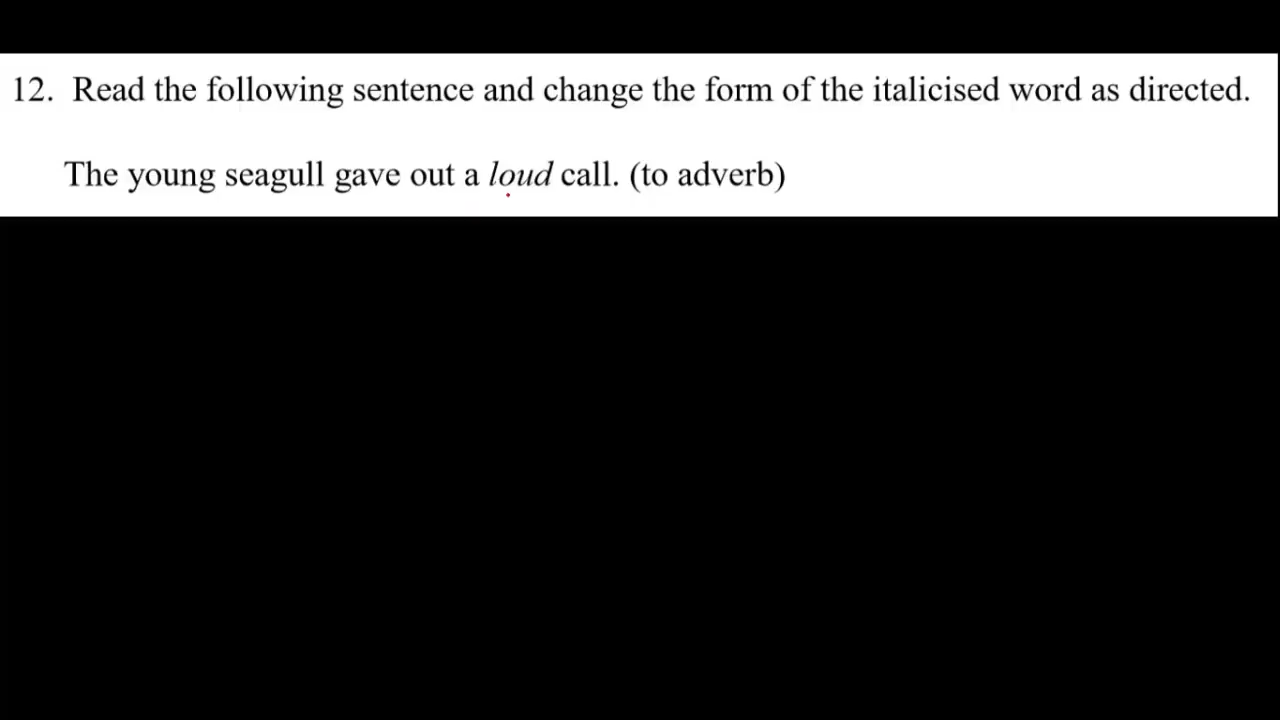 12. Read the following sentence and change the form of the italicised word as directed.
The young seagull gave out a loud call. (to adverb)